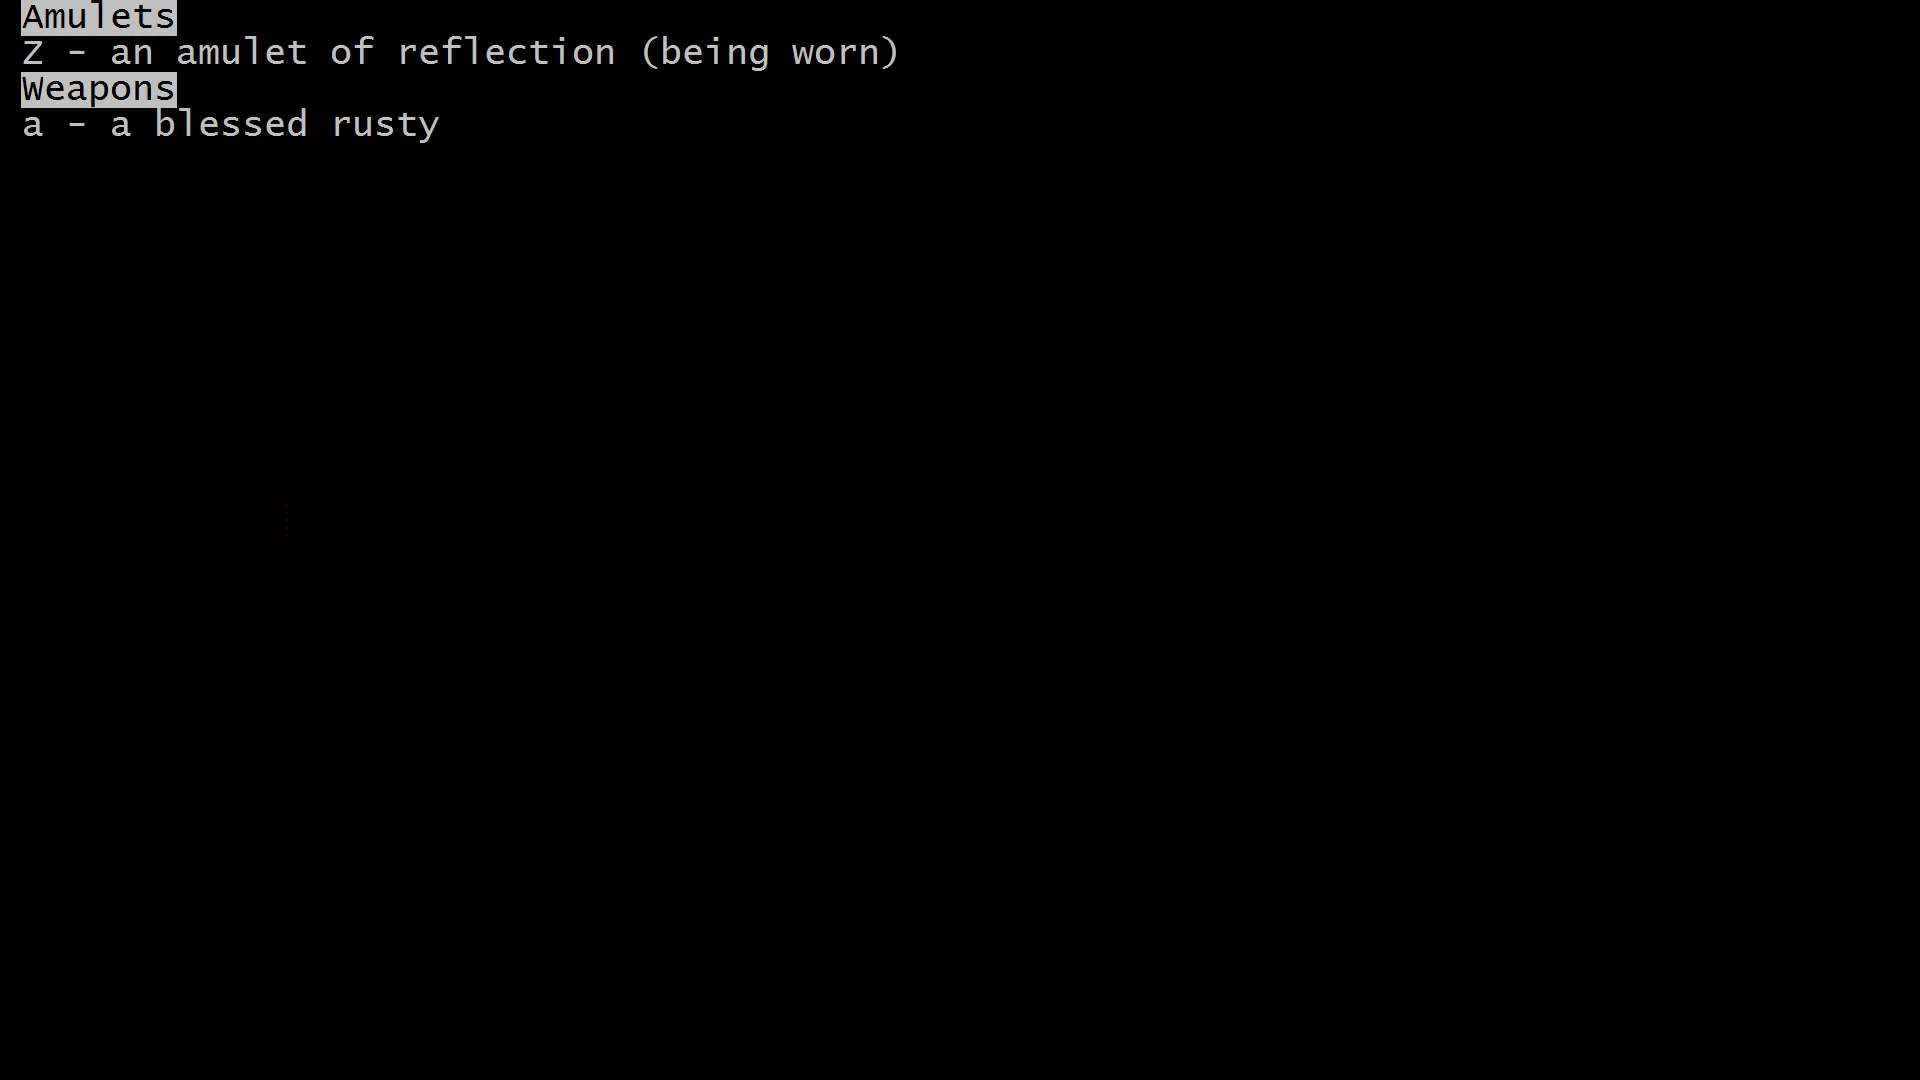 Amulets
Z - an amulet of reflection (being worn)
Weapons
a - a blessed rusty